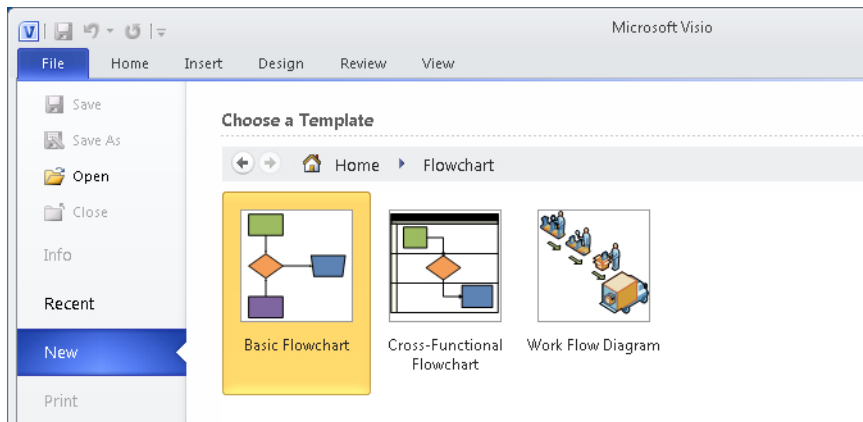 V
Microsoft Visio
File Home Insert Design Review View
Save
Save As
Open
Close
Info
Recent
New
Print
Choose a Template
Home Flowchart
Basic Flowchart
Cross-Functional
Flowchart
Work Flow Diagram